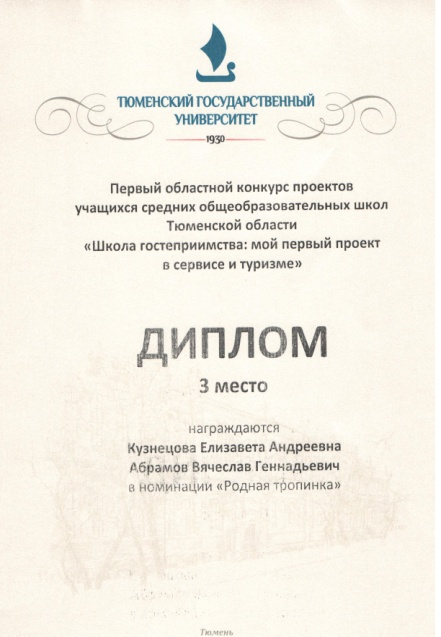 ТЮМЕНСКИЙ ГОСУДАРСТВЕННЫЙ
УНИВЕРСИТЕТ
1930
Первый областной конкурс проектов
учащихся средних общеобразовательных школ
Тюменской области
«Школа гостеприимства: мой первый проект
в сервисе и туризме»
ДИПЛОМ
3 место
награждаются
Кузнецова Елизавета Андреевна
Абрамов Вячеслав Геннадьевич
в номинации «Родная тропинка»
Тюмень